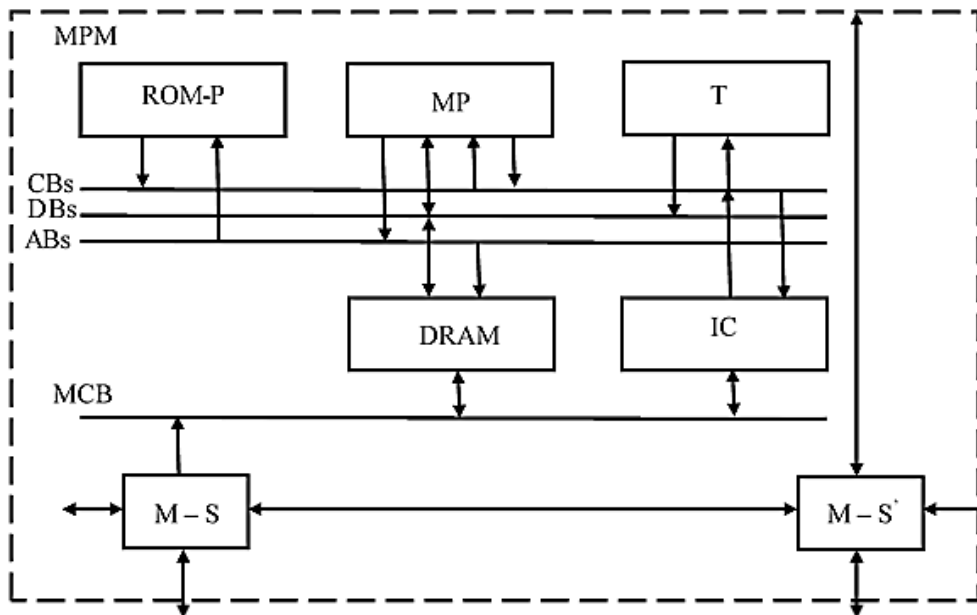 MPM
ROM-P
MP
T
CBs
DBs
ABs
DRAM
IC
MCB
M – S
M – S*